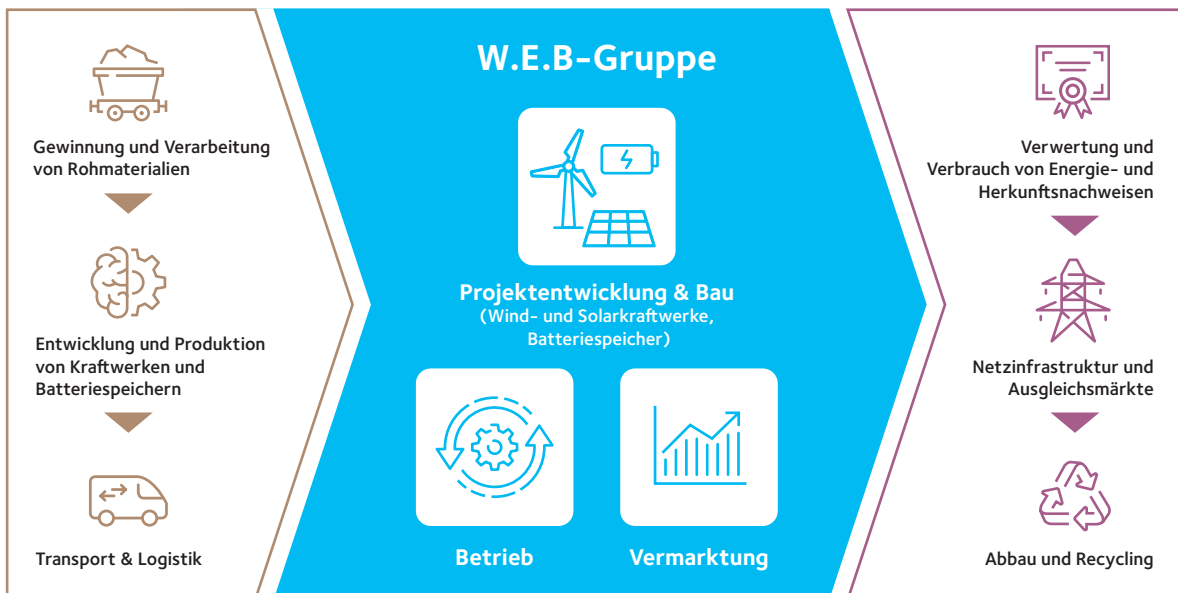 Gewinnung und Verarbeitung
von Rohmaterialien
Entwicklung und Produktion
von Kraftwerken und
Batteriespeichern
Transport & Logistik
W.E.B-Gruppe
Projektentwicklung & Bau
(Wind- und Solarkraftwerke,
Batteriespeicher)
Betrieb
Vermarktung
Verwertung und
Verbrauch von Energie- und
Herkunftsnachweisen
Netzinfrastruktur und
Ausgleichsmärkte
Abbau und Recycling